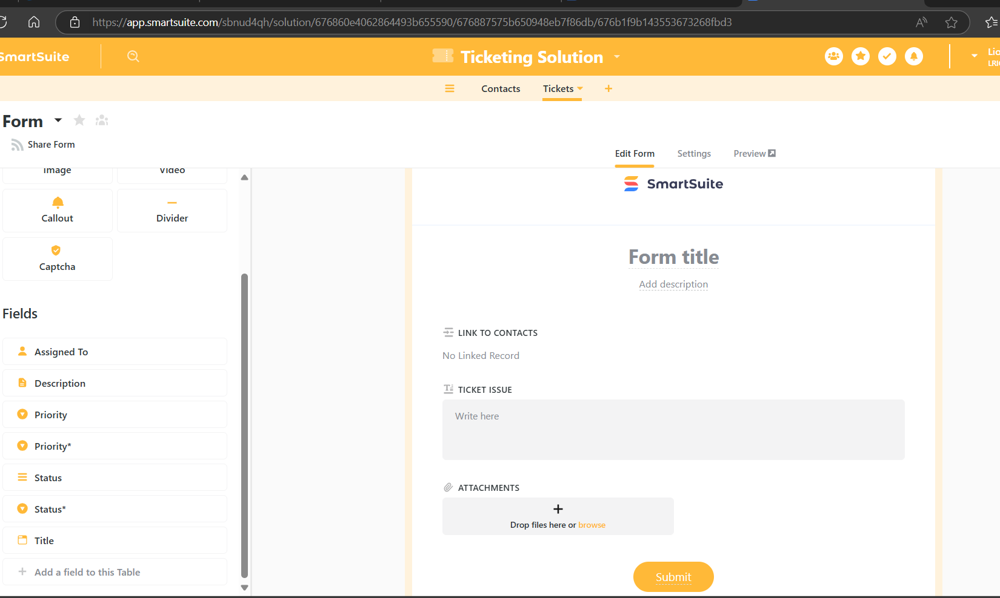 https://app.smartsuite.com/sbnud4qh/solution/676860e4062864493b655590/676887575b650948eb7f86db/676b1f9b143553673268fbd3
SmartSuite
Ticketing Solution
Contacts
Tickets
Form
Share Form
Edit Form
Settings
Preview
Image
Video
Callout
Divider
Captcha
Fields
Assigned To
Description
Priority
Priority*
Status
Status*
Title
Add a field to this Table
SmartSuite
Form title
Add description
LINK TO CONTACTS
No Linked Record
TICKET ISSUE
Write here
ATTACHMENTS
Drop files here or browse
Submit